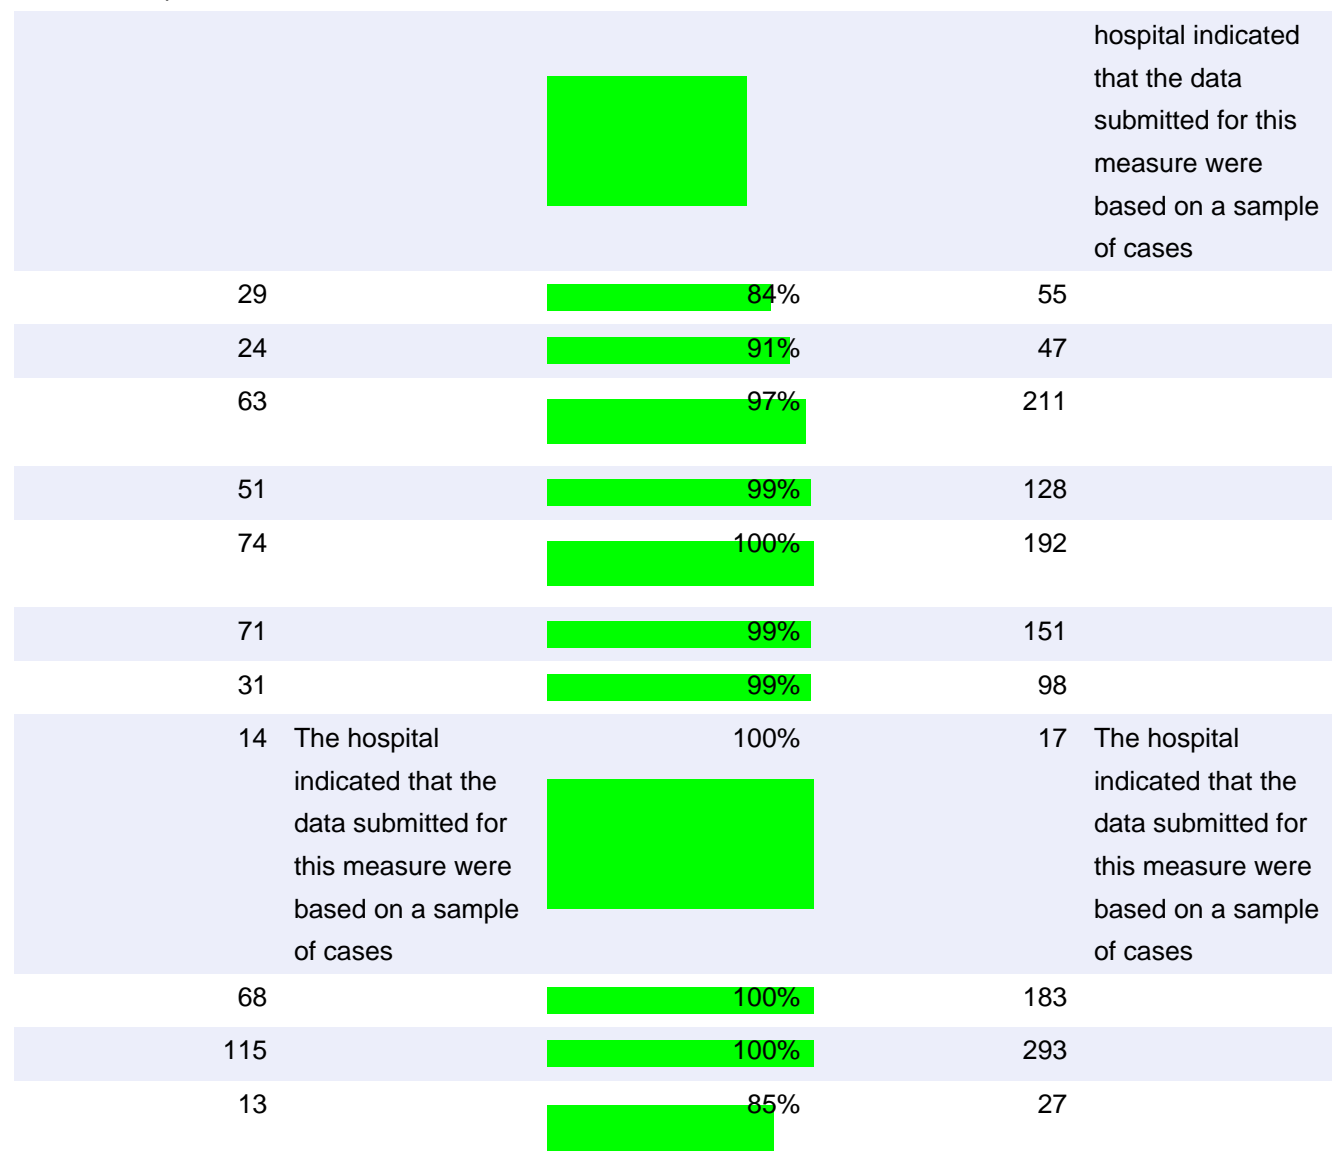 hospital indicated
that the data
submitted for this
measure were
based on a sample
of cases
29 84% 55
24 91% 47
63 97% 211
51 99% 128
74 100% 192
71 99% 151
31 99% 98
14 The hospital 100% 17 The hospital
indicated that the indicated that the
data submitted for data submitted for
this measure were this measure were
based on a sample based on a sample
of cases of cases
68 100% 183
115 100% 293
13 85% 27